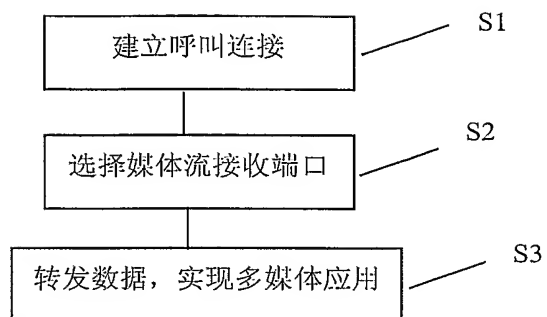 建立呼叫连接
S1
选择媒体流接收端口
S2
转发数据，实现多媒体应用
S3